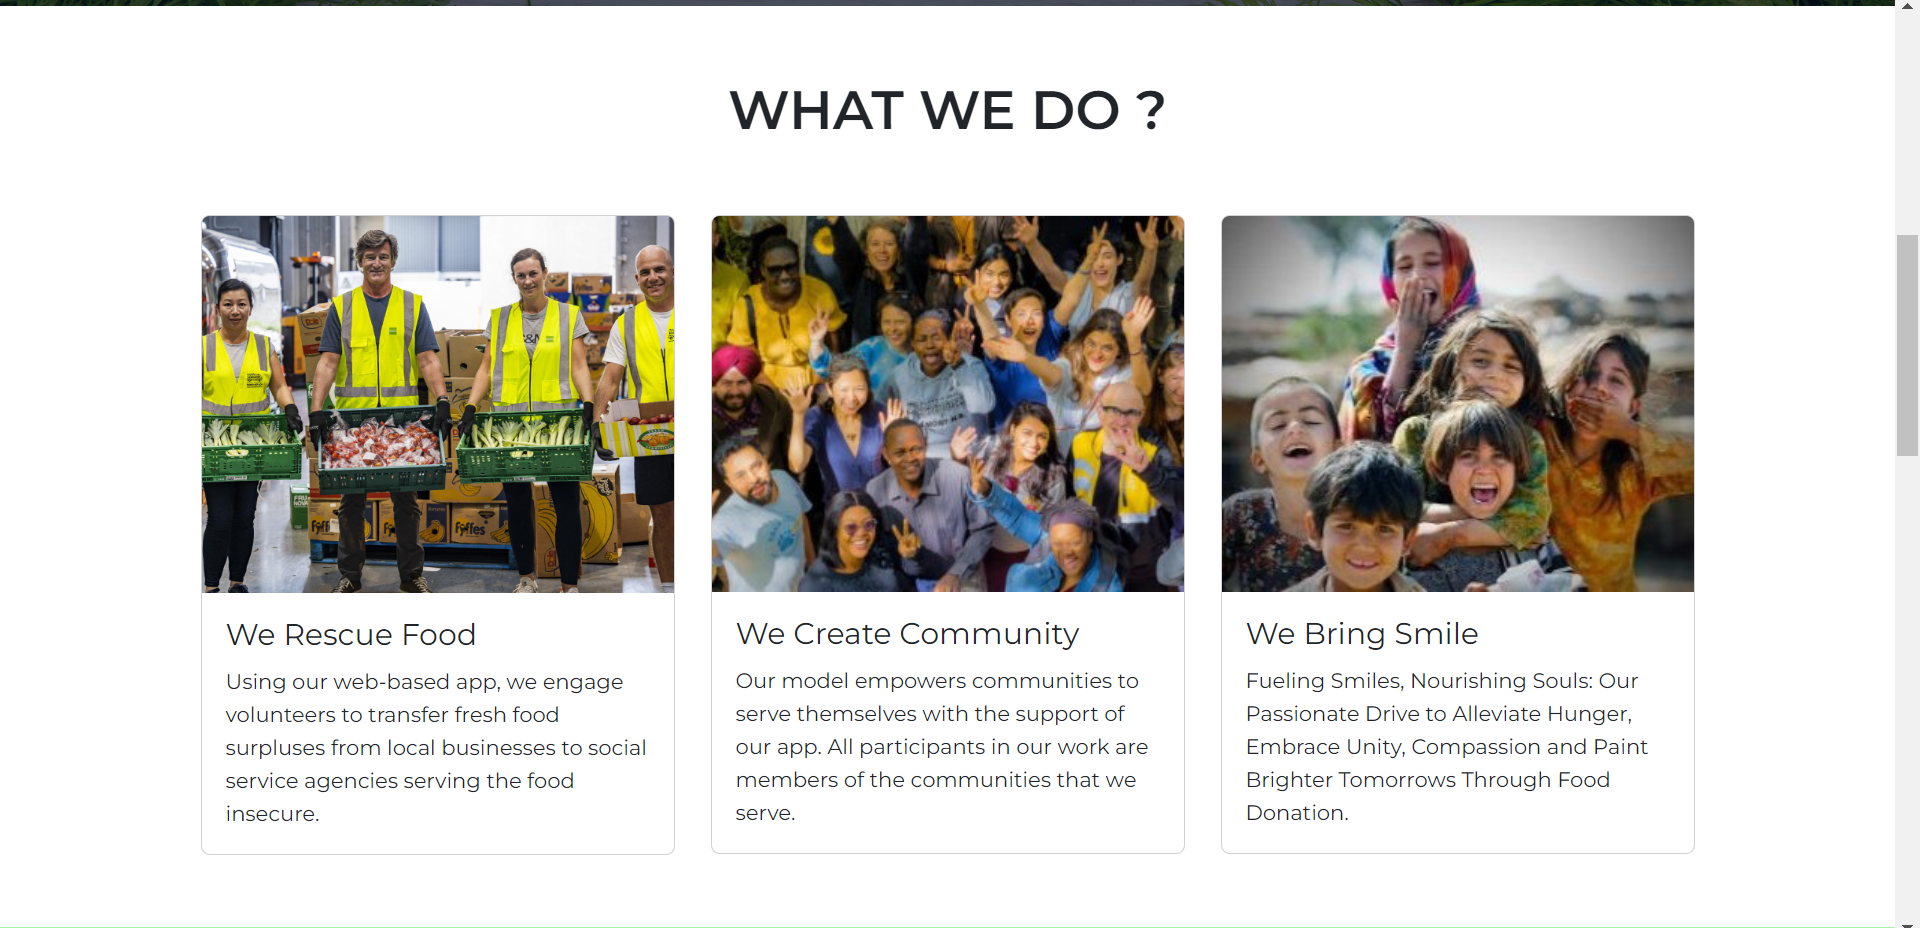 WHAT WE DO ?
Fyffes
Fyffes
We Rescue Food
Using our web-based app, we engage
volunteers to transfer fresh food
surpluses from local businesses to social
service agencies serving the food
insecure.
We Create Community
Our model empowers communities to
serve themselves with the support of
our app. All participants in our work are
members of the communities that we
serve.
We Bring Smile
Fueling Smiles, Nourishing Souls: Our
Passionate Drive to Alleviate Hunger,
Embrace Unity, Compassion and Paint
Brighter Tomorrows Through Food
Donation.